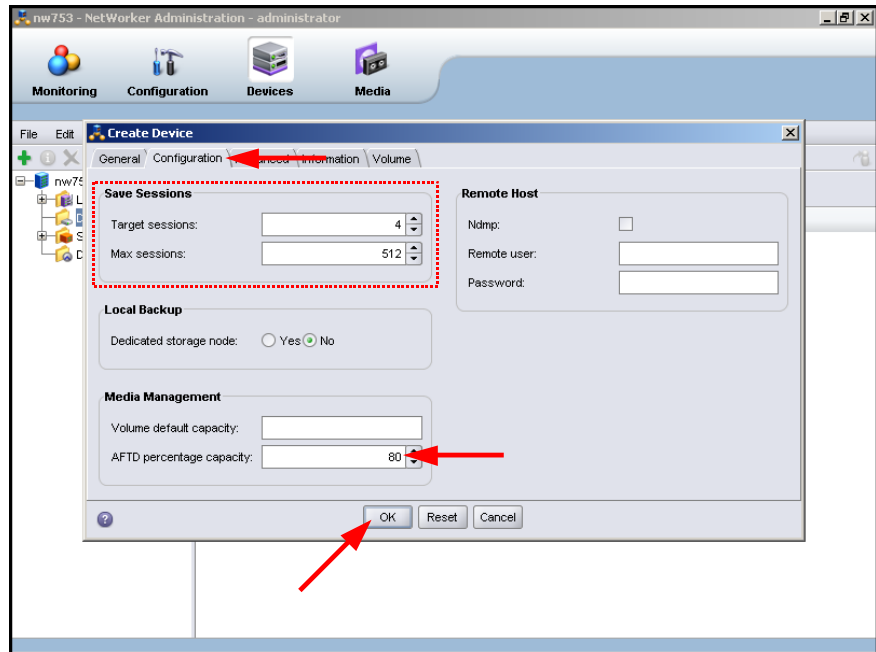 nw753 - NetWorker Administration - administrator
Monitoring Configuration Devices Media
File Edit
Create Device
General Configuration Information Volume
nw75
Save Sessions
Target sessions: 4
Max sessions: 512
Remote Host
Ndmp:
Remote user:
Password:
Local Backup
Dedicated storage node: Yes No
Media Management
Volume default capacity:
AFTD percentage capacity: 80
OK Reset Cancel